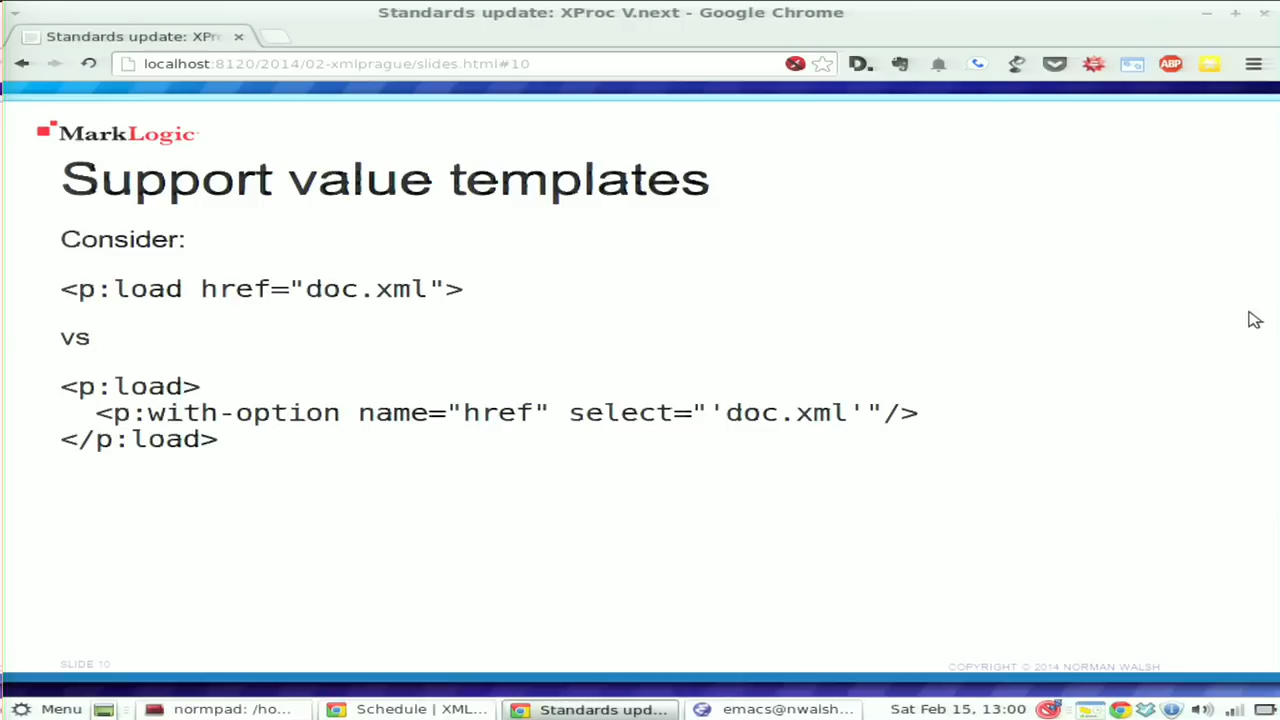 Standards update: XProc V.next - Google Chrome
Standards update: XPr
localhost:8120/2014/02-xmlprague/slides.html#10
D.
ABP
MarkLogic
Support value templates
Consider:
<p:load href="doc.xml">
vs
<p:load>
<p:with-option name="href" select="'doc.xml'"/>
</p:load>
SLIDE 10
COPYRIGHT © 2014 NORMAN WALSH
Menu
normpad: /ho...
Schedule | XML...
Standards upd...
emacs@nwalsh...
Sat Feb 15, 13:00